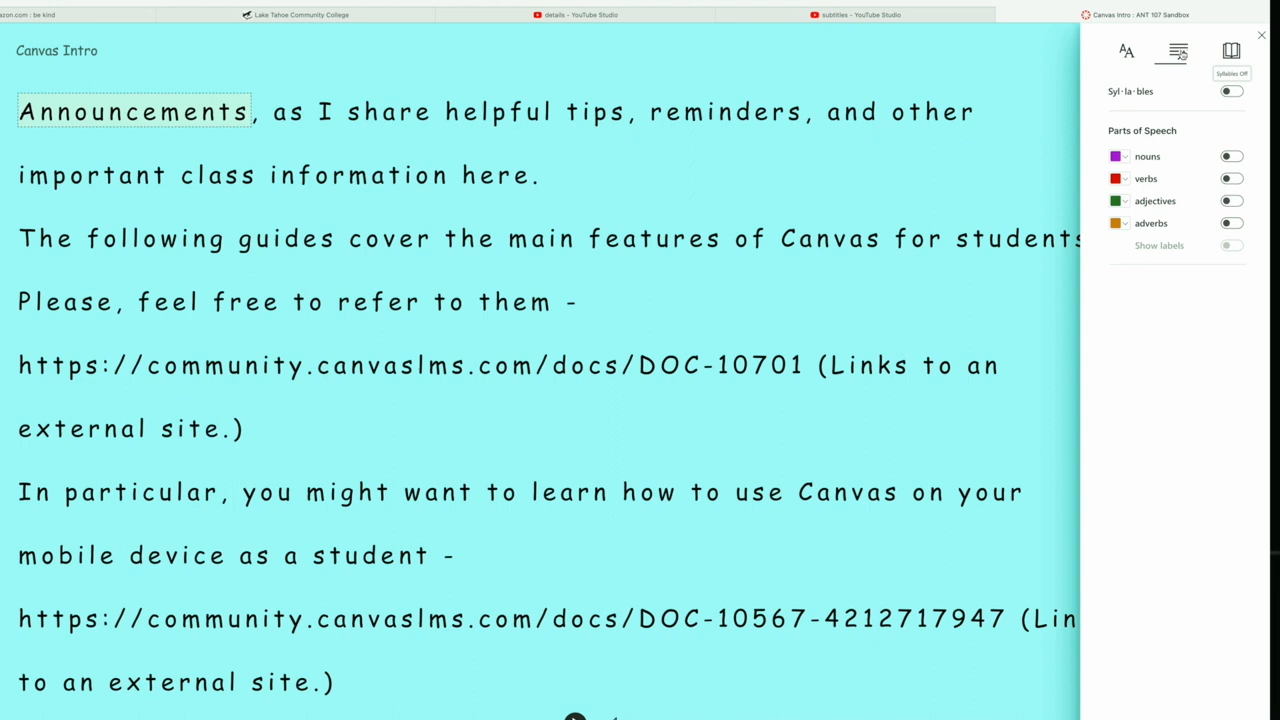 azon.com : be kind
Lake Tahoe Community College
details - YouTube Studio
subtitles - YouTube Studio
Canvas Intro : ANT 107 Sandbox
Canvas Intro
Announcements, as I share helpful tips, reminders, and other
important class information here.
The following guides cover the main features of Canvas for students
Please, feel free to refer to them -
https://community.canvaslms.com/docs/DOC-10701 (Links to an
external site.)
In particular, you might want to learn how to use Canvas on your
mobile device as a student -
https://community.canvaslms.com/docs/DOC-10567-4212717947 (Lin
to an external site.)
AA
Syllables Off
Syl·la·bles
Parts of Speech
nouns
verbs
adjectives
adverbs
Show labels